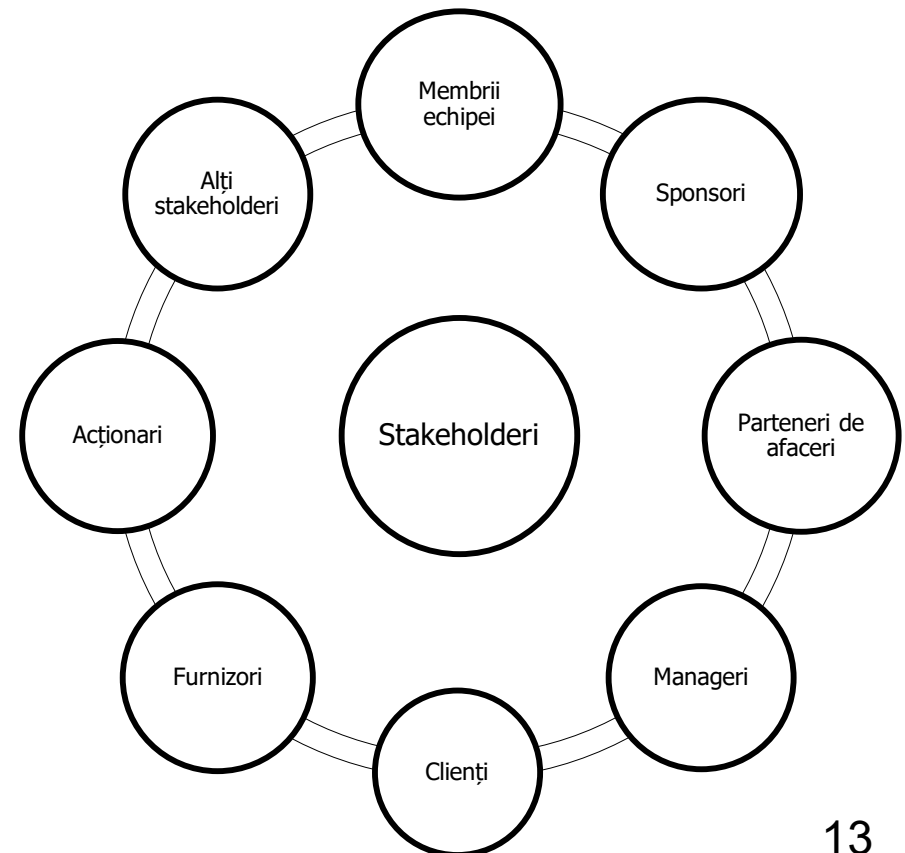 Membrii
echipei
Sponsori
Parteneri de
afaceri
Manageri
Clienți
Furnizori
Acționari
Alți
stakeholderi
Stakeholderi
13